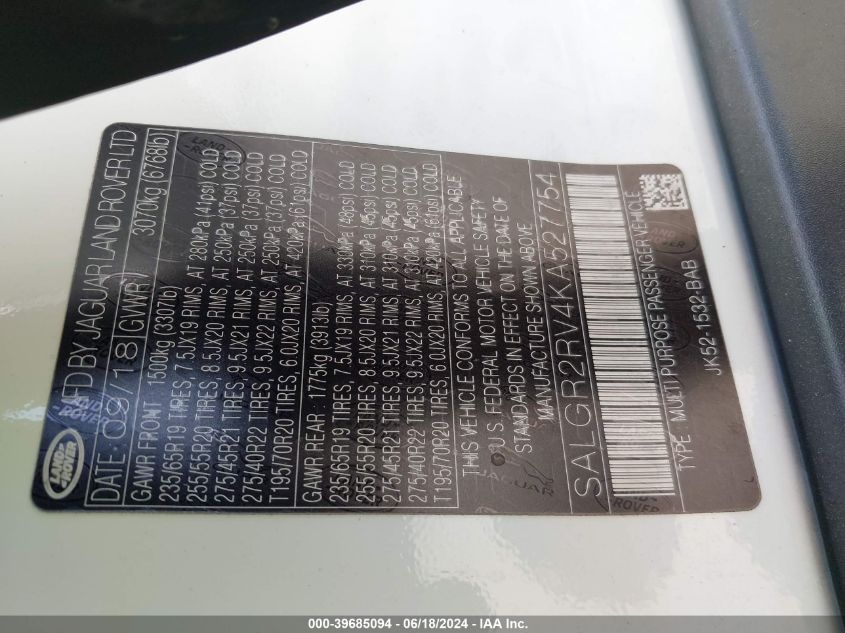 LAND-ROVER
MFD BY JAGUAR LAND ROVER LTD
DATE: 09/18 (GVWR) 3070kg (6768lb)
GAWR FRONT 1500kg (3307lb)
235/65R19 TIRES, 7.5JX19 RIMS, AT 280kPa (41psi) COLD
255/55R20 TIRES, 8.5JX20 RIMS, AT 250kPa (37psi) COLD
275/45R21 TIRES, 9.5JX21 RIMS, AT 250kPa (37psi) COLD
275/40R22 TIRES, 9.5JX22 RIMS, AT 250kPa (37psi) COLD
T195/70R20 TIRES, 6.0JX20 RIMS, AT 420kPa(61psi) COLD
GAWR REAR 1775kg (3913lb)
235/65R19 TIRES, 7.5JX19 RIMS, AT 330kPa (48psi) COLD
255/55R20 TIRES, 8.5JX20 RIMS, AT 310kPa (45psi) COLD
275/45R21 TIRES, 9.5JX21 RIMS, AT 310kPa (45psi) COLD
275/40R22 TIRES, 9.5JX22 RIMS, AT 310kPa (45psi) COLD
T195/70R20 TIRES, 6.0JX20 RIMS, AT 420kPa (61psi) COLD
THIS VEHICLE CONFORMS TO ALL APPLICABLE
U.S. FEDERAL MOTOR VEHICLE SAFETY
STANDARDS IN EFFECT ON THE DATE OF
MANUFACTURE SHOWN ABOVE
SALGR2RV4KA527754
TYPE : MULTI PURPOSE PASSENGER VEHICLE
JK52-1532-BAB
000-39685094 - 06/18/2024 - IAA Inc.